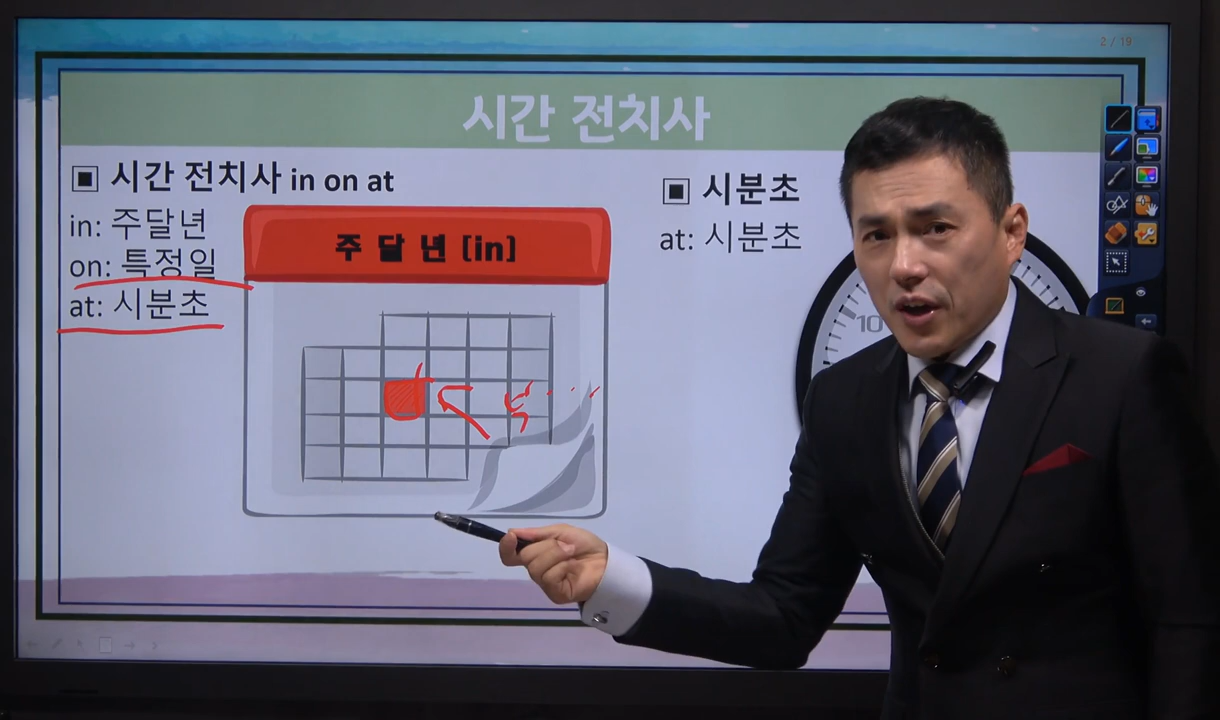 2 / 19
시간 전치사
▣ 시간 전치사 in on at
in: 주달년
on: 특정일
at: 시분초
주 달 년 [in]
▣ 시분초
at: 시분초
10